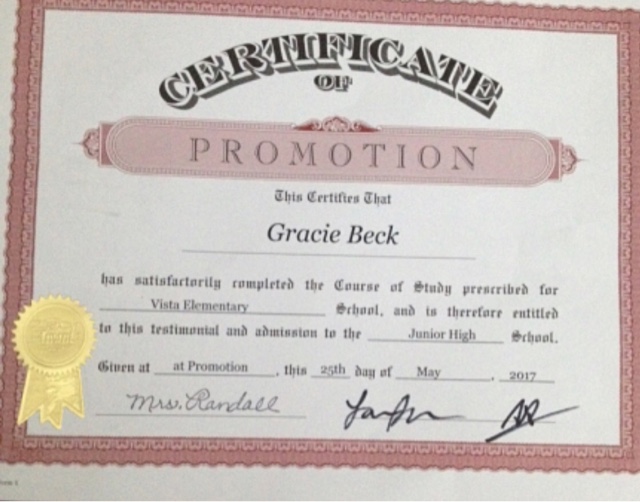 CERTIFICATE
OF
PROMOTION
This Certifies That
Gracie Beck
has satisfactorily completed the Course of Study prescribed for
Vista Elementary School, and is therefore entitled
to this testimonial and admission to the Junior High School.
Given at at Promotion , this 25th day of May , 2017
Mrs. Randall